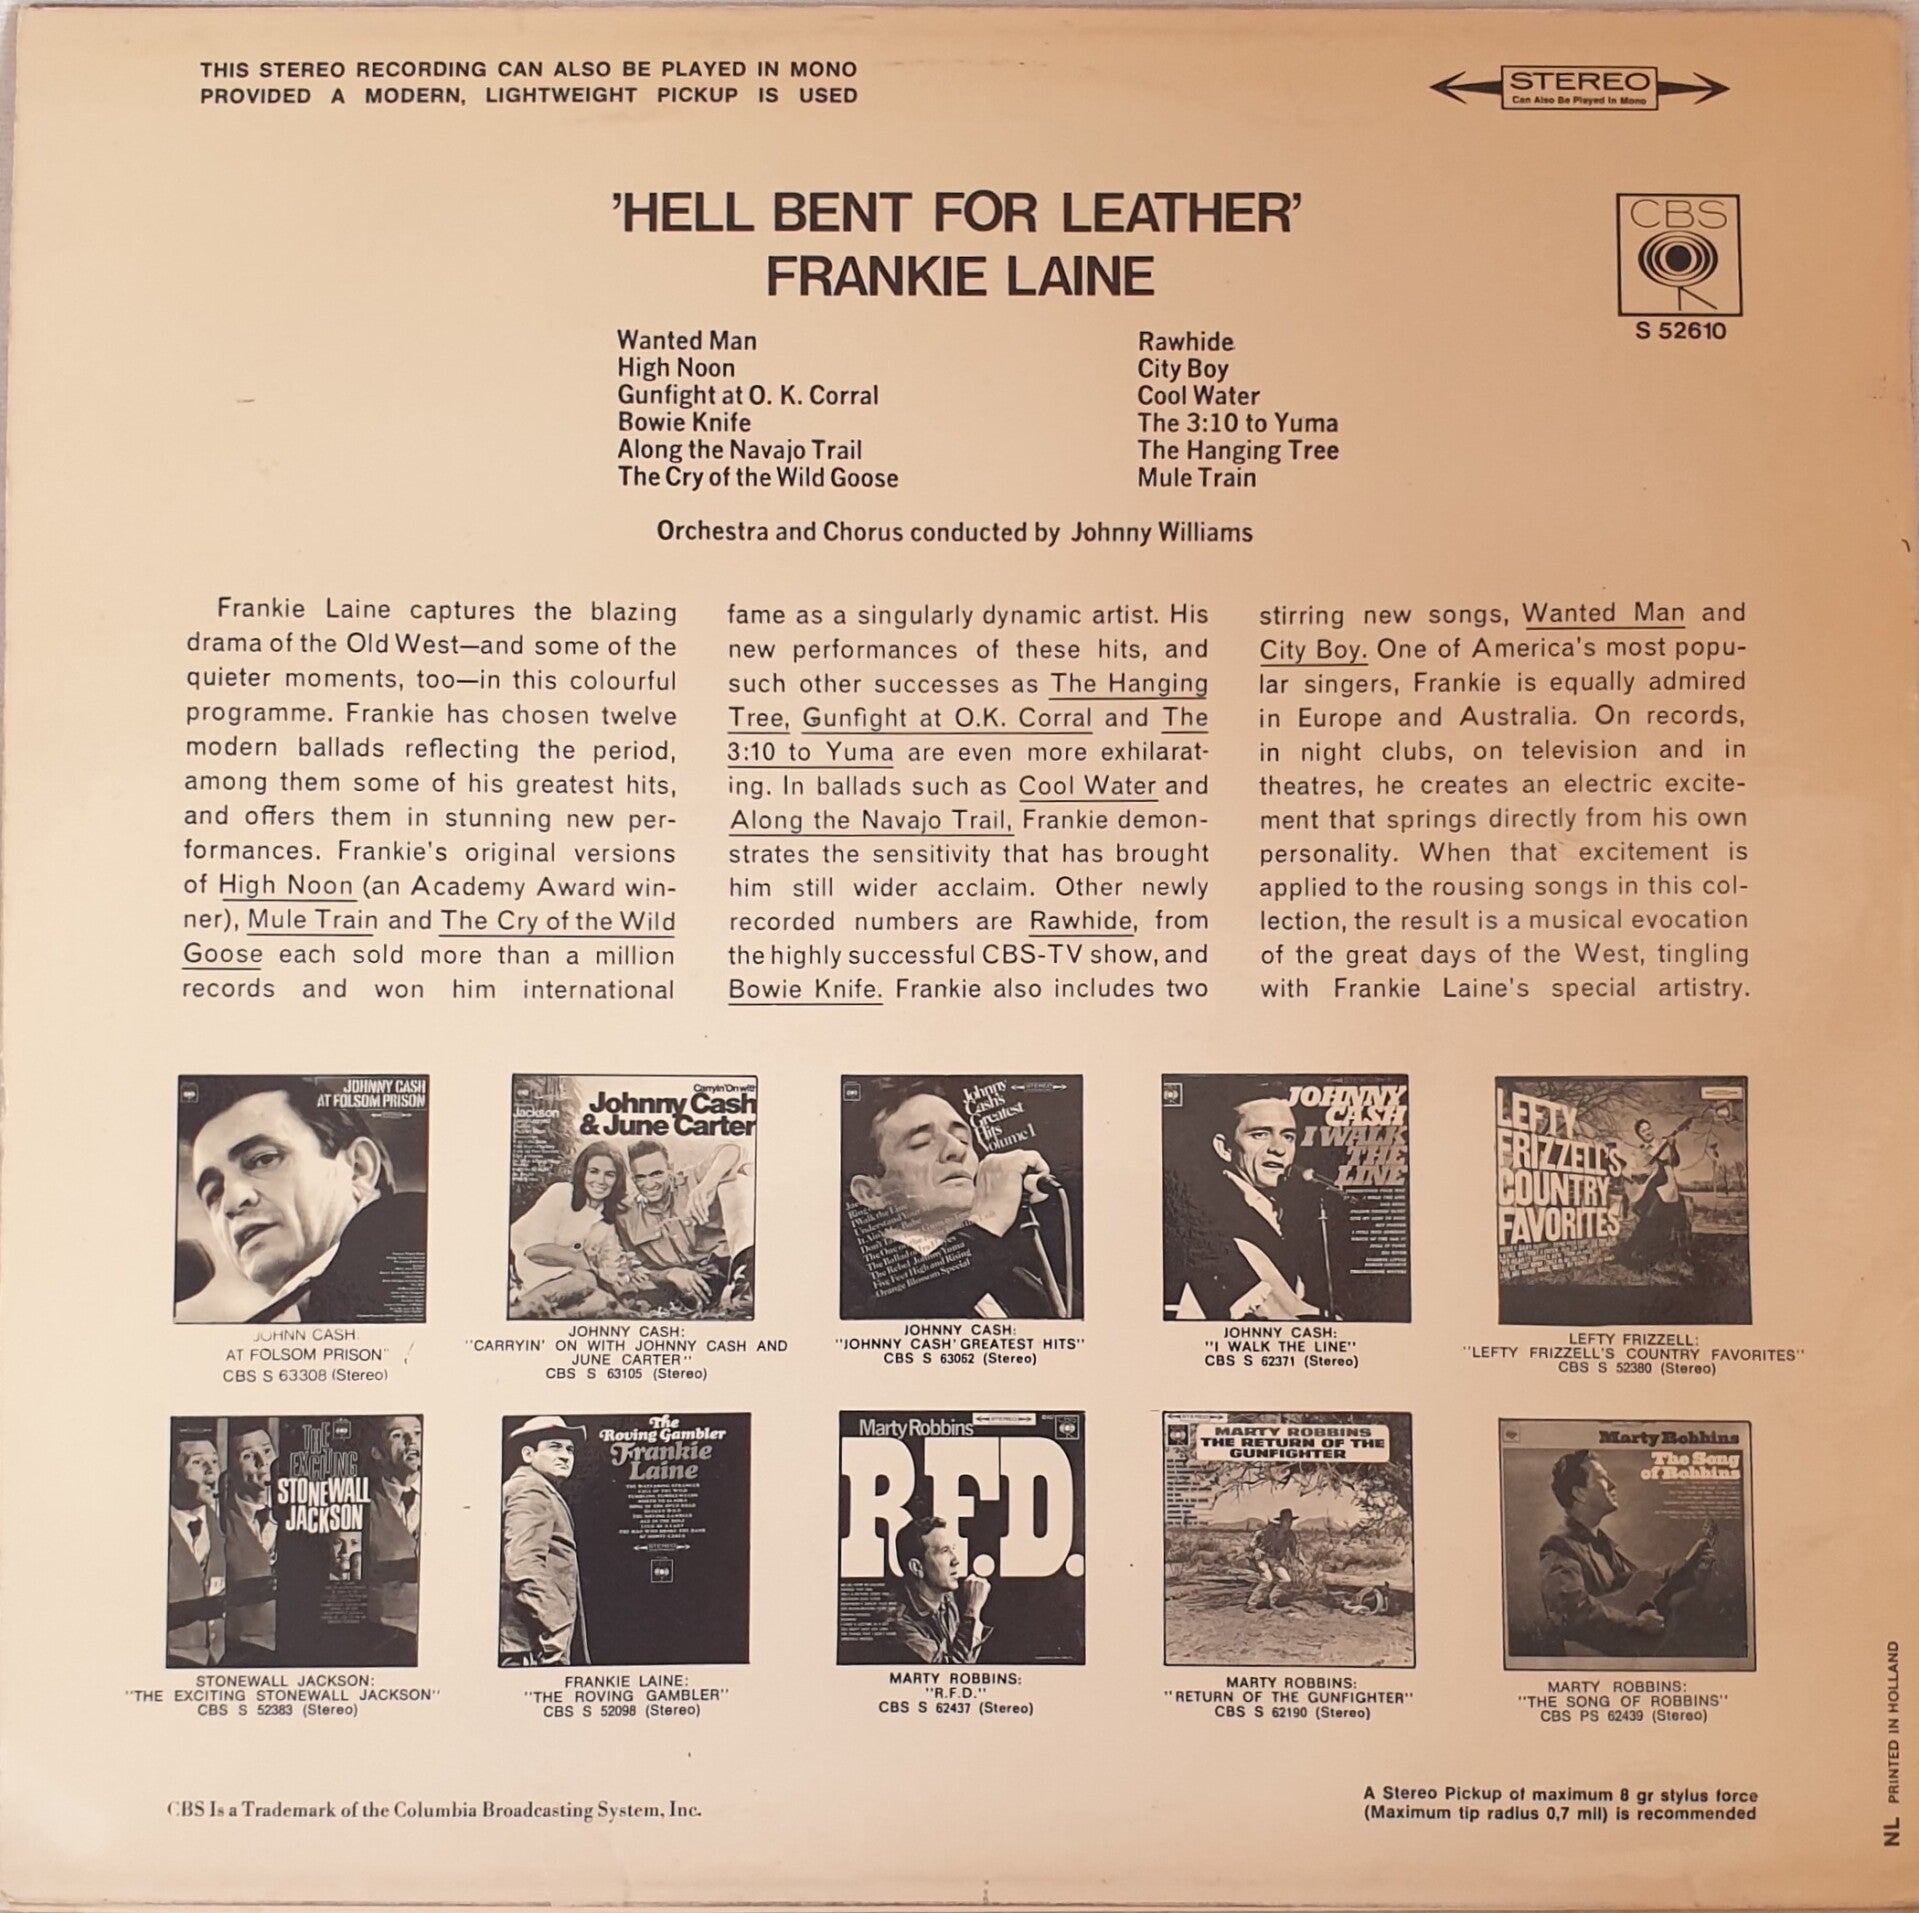 THIS STEREO RECORDING CAN ALSO BE PLAYED IN MONO
PROVIDED A MODERN, LIGHTWEIGHT PICKUP IS USED
STEREO
Can Also Be Played In Mono
'HELL BENT FOR LEATHER'
FRANKIE LAINE
CBS
S 52610
Wanted Man
High Noon
Gunfight at O. K. Corral
Bowie Knife
Along the Navajo Trail
The Cry of the Wild Goose
Rawhide
City Boy
Cool Water
The 3:10 to Yuma
The Hanging Tree
Mule Train
Orchestra and Chorus conducted by Johnny Williams
Frankie Laine captures the blazing
drama of the Old West—and some of the
quieter moments, too—in this colourful
programme. Frankie has chosen twelve
modern ballads reflecting the period,
among them some of his greatest hits,
and offers them in stunning new per-
formances. Frankie's original versions
of High Noon (an Academy Award win-
ner), Mule Train and The Cry of the Wild
Goose each sold more than a million
records and won him international
fame as a singularly dynamic artist. His
new performances of these hits, and
such other successes as The Hanging
Tree, Gunfight at O.K. Corral and The
3:10 to Yuma are even more exhilarat-
ing. In ballads such as Cool Water and
Along the Navajo Trail, Frankie demon-
strates the sensitivity that has brought
him still wider acclaim. Other newly
recorded numbers are Rawhide, from
the highly successful CBS-TV show, and
Bowie Knife. Frankie also includes two
stirring new songs, Wanted Man and
City Boy. One of America's most popu-
lar singers, Frankie is equally admired
in Europe and Australia. On records,
in night clubs, on television and in
theatres, he creates an electric excite-
ment that springs directly from his own
personality. When that excitement is
applied to the rousing songs in this col-
lection, the result is a musical evocation
of the great days of the West, tingling
with Frankie Laine's special artistry.
JOHNNY CASH
AT FOLSOM PRISON
JOHNN CASH:
AT FOLSOM PRISON"
CBS S 63308 (Stereo)
Carryin' On with
Johnny Cash
& June Carter
Jackson
JOHNNY CASH:
"CARRYIN' ON WITH JOHNNY CASH AND
JUNE CARTER"
CBS S 63105 (Stereo)
Johnny
Cash's
Greatest
Hits
Volume 1
JOHNNY CASH:
"JOHNNY CASH' GREATEST HITS"
CBS S 63062 (Stereo)
JOHNNY
CASH
I WALK
THE
LINE
JOHNNY CASH:
"I WALK THE LINE"
CBS S 62371 (Stereo)
LEFTY
FRIZZELL'S
COUNTRY
FAVORITES
LEFTY FRIZZELL:
"LEFTY FRIZZELL'S COUNTRY FAVORITES"
CBS S 52380 (Stereo)
THE
EXCITING
STONEWALL
JACKSON
STONEWALL JACKSON:
"THE EXCITING STONEWALL JACKSON"
CBS S 52383 (Stereo)
The
Roving Gambler
Frankie
Laine
FRANKIE LAINE:
"THE ROVING GAMBLER"
CBS S 52098 (Stereo)
Marty Robbins
R.F.D.
MARTY ROBBINS:
"R.F.D."
CBS S 62437 (Stereo)
MARTY ROBBINS
THE RETURN OF THE
GUNFIGHTER
MARTY ROBBINS:
"RETURN OF THE GUNFIGHTER"
CBS S 62190 (Stereo)
Marty Robbins
The Song
of Robbins
MARTY ROBBINS:
"THE SONG OF ROBBINS"
CBS PS 62439 (Stereo)
CBS Is a Trademark of the Columbia Broadcasting System, Inc.
A Stereo Pickup of maximum 8 gr stylus force
(Maximum tip radius 0,7 mil) is recommended
NL PRINTED IN HOLLAND